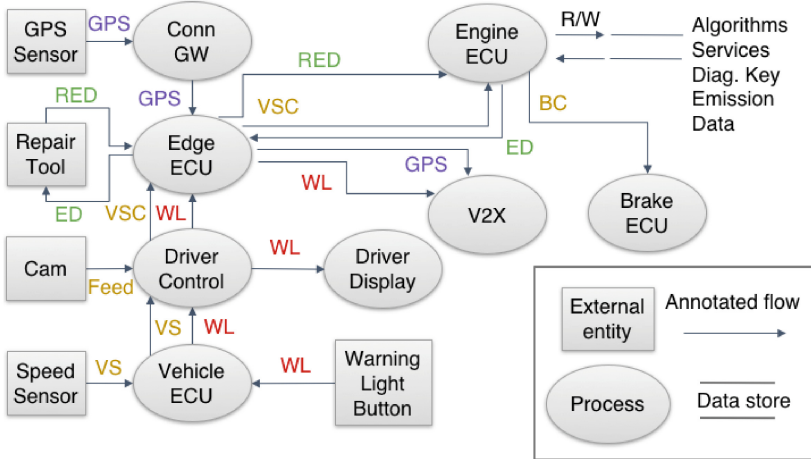 GPS
Sensor
GPS
Conn
GW
GPS
Engine
ECU
R/W
Algorithms
Services
Diag. Key
Emission
Data
RED
RED
VSC
BC
Repair
Tool
Edge
ECU
ED
GPS
WL
ED
VSC
WL
V2X
Brake
ECU
Cam
Feed
Driver
Control
WL
Driver
Display
VS
WL
Speed
Sensor
VS
Vehicle
ECU
WL
Warning
Light
Button
External
entity
Annotated flow
Process
Data store